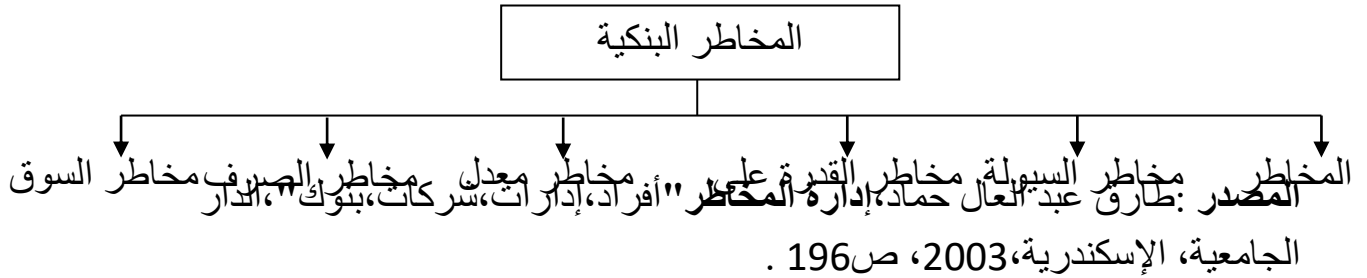 المخاطر البنكية
المخاطر مخاطر السيولة مخاطر القدرة على مخاطر معدل مخاطر الصرف مخاطر السوق
المصدر :طارق عبد العال حماد،إدارة المخاطر"أفراد،إدارات،شركات،بنوك"،الدار
الجامعية، الإسكندرية،2003، ص196 .